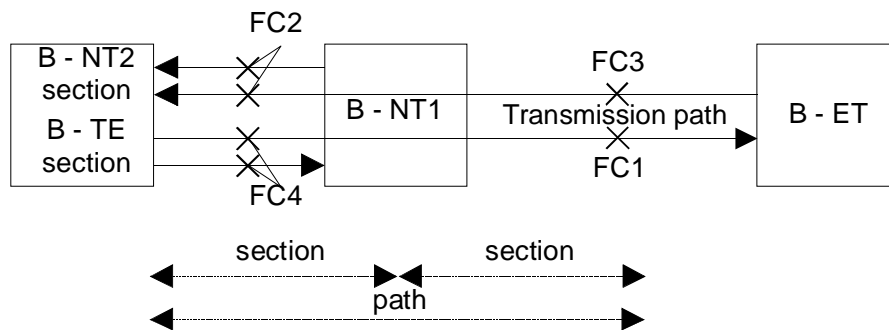 FC2
B - NT2
section
B - TE
section
B - NT1
FC3
Transmission path
B - ET
FC4
FC1
section
section
path